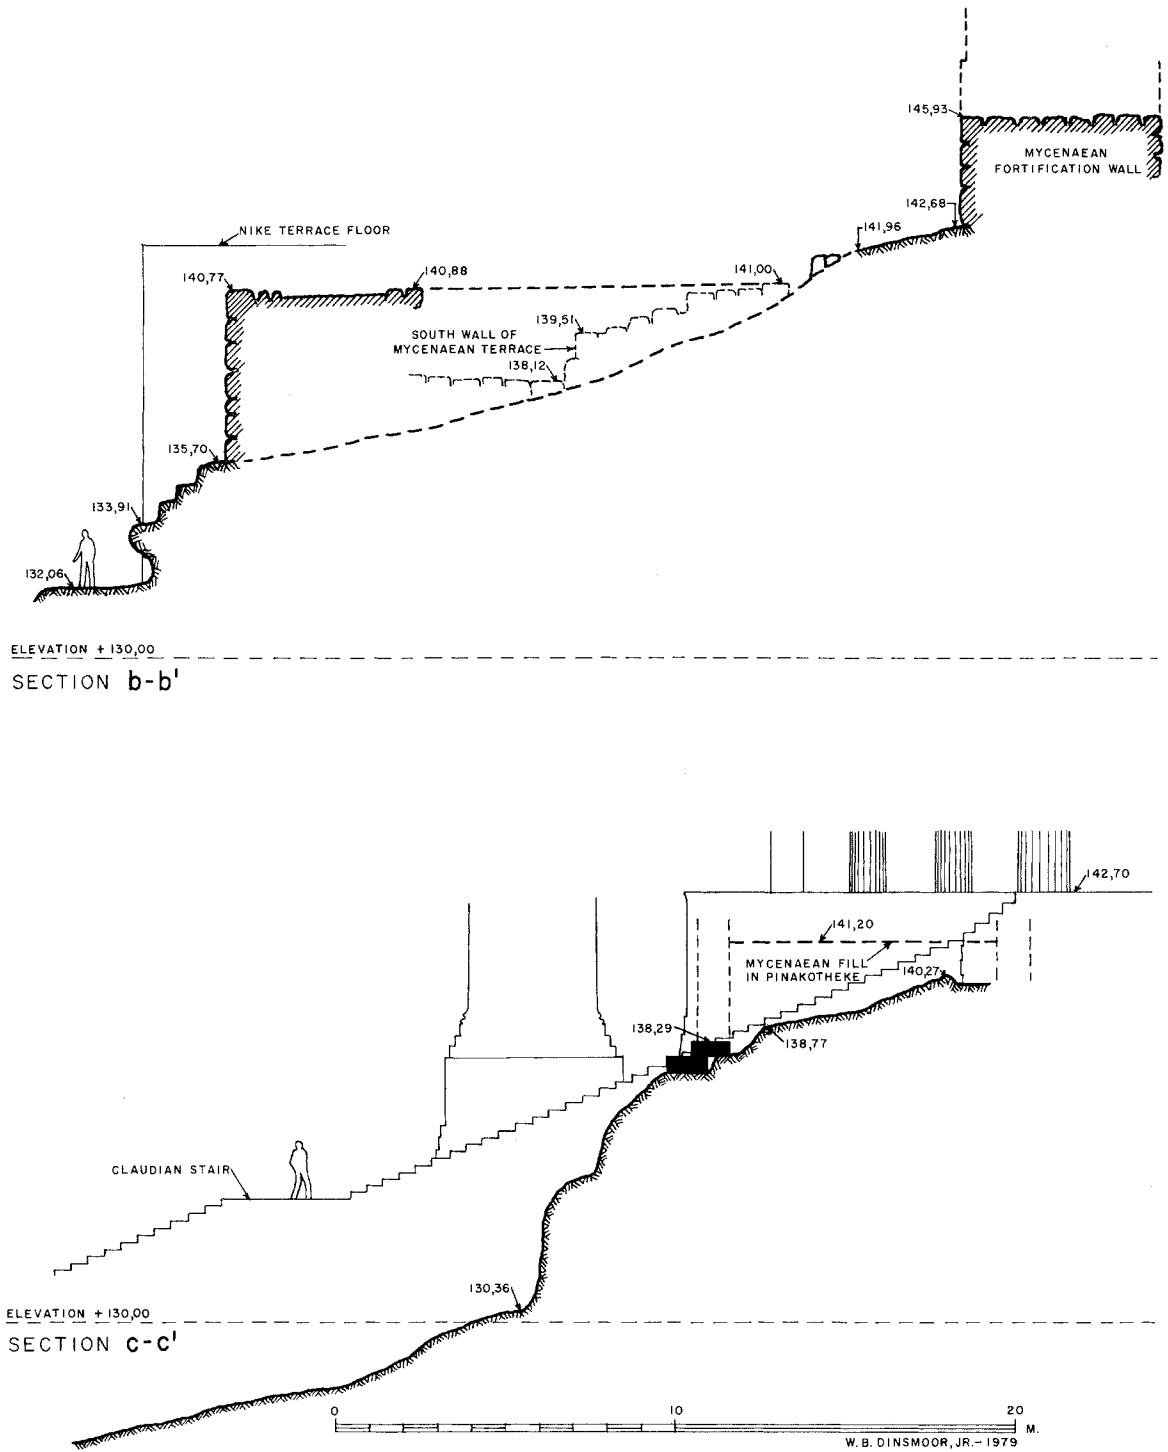 145,93
MYCENAEAN
FORTIFICATION WALL
142,68
141,96
NIKE TERRACE FLOOR
140,77
140,88
141,00
139,51
SOUTH WALL OF
MYCENAEAN TERRACE
138,12
135,70
133,91
132,06
ELEVATION + 130,00
SECTION b-b'
142,70
141,20
MYCENAEAN FILL
IN PINAKOTHEKE
140,27
138,29
138,77
CLAUDIAN STAIR
130,36
ELEVATION + 130,00
SECTION c-c'
0 10 20
M.
W. B. DINSMOOR, JR. - 1979